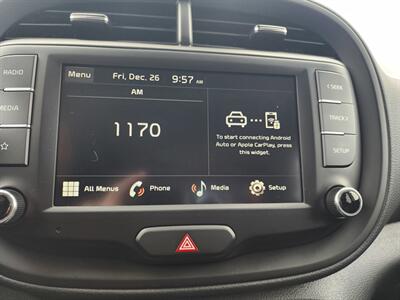 RADIO
MEDIA
Menu
Fri, Dec. 26
9:57 AM
AM
1170
To start connecting Android
Auto or Apple CarPlay, press
this widget.
All Menus
Phone
Media
Setup
SEEK
TRACK
SETUP